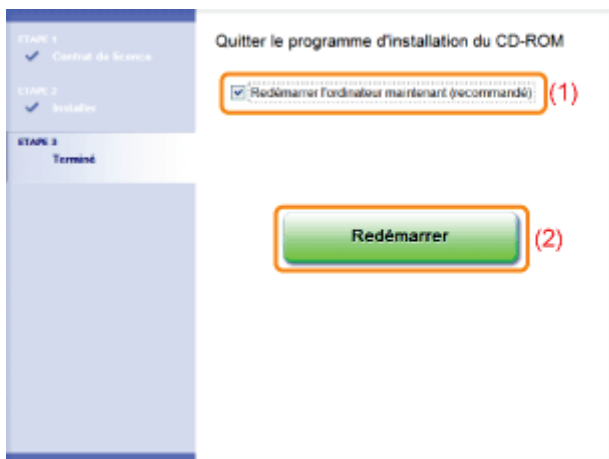 ETAPE 1
Contrat de licence
ETAPE 2
Installer
ETAPE 3
Terminé
Quitter le programme d'installation du CD-ROM
Redémarrer l'ordinateur maintenant (recommandé)
(1)
Redémarrer
(2)